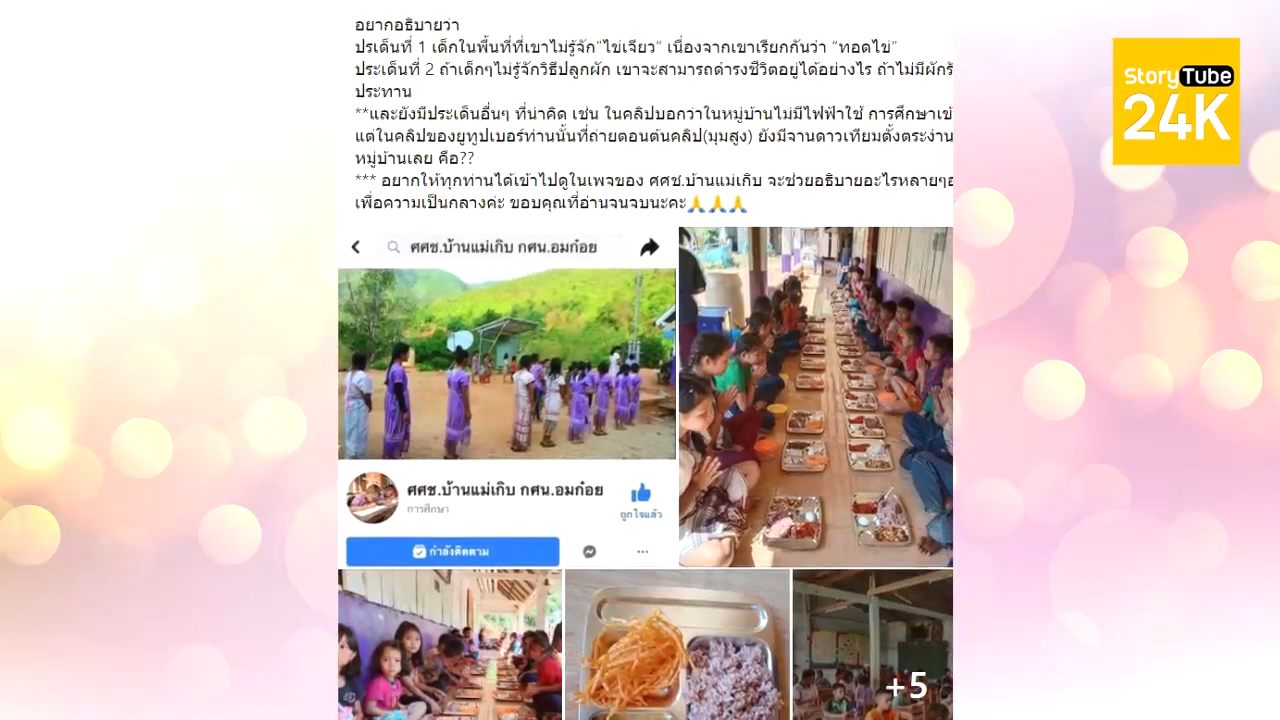 อยากอธิบายว่า
ปรเด็นที่ 1 เด็กในพื้นที่ที่เขาไม่รู้จัก"ไข่เจียว" เนื่องจากเขาเรียกกันว่า "ทอดไข่"
ประเด็นที่ 2 ถ้าเด็กๆไม่รู้จักวิธีปลูกผัก เขาจะสามารถดำรงชีวิตอยู่ได้อย่างไร ถ้าไม่มีผัก
ประทาน
**และยังมีประเด็นอื่นๆ ที่น่าคิด เช่น ในคลิปบอกว่าในหมู่บ้านไม่มีไฟฟ้าใช้ การศึกษา
แต่ในคลิปของยูทูปเบอร์ท่านนั้นที่ถ่ายตอนต้นคลิป(มุมสูง) ยังมีจานดาวเทียมตั้งตระง่าน
หมู่บ้านเลย คือ??
*** อยากให้ทุกท่านได้เข้าไปดูในเพจของ ศศช.บ้านแม่เกิบ จะช่วยอธิบายอะไรหลายๆ
เพื่อความเป็นกลางค่ะ ขอบคุณที่อ่านจนจบนะคะ🙏🙏🙏
Story Tube
24K
ศศช.บ้านแม่เกิบ กศน.อมก๋อย
ศศช.บ้านแม่เกิบ กศน.อมก๋อย
การศึกษา
ถูกใจแล้ว
กำลังติดตาม
+5